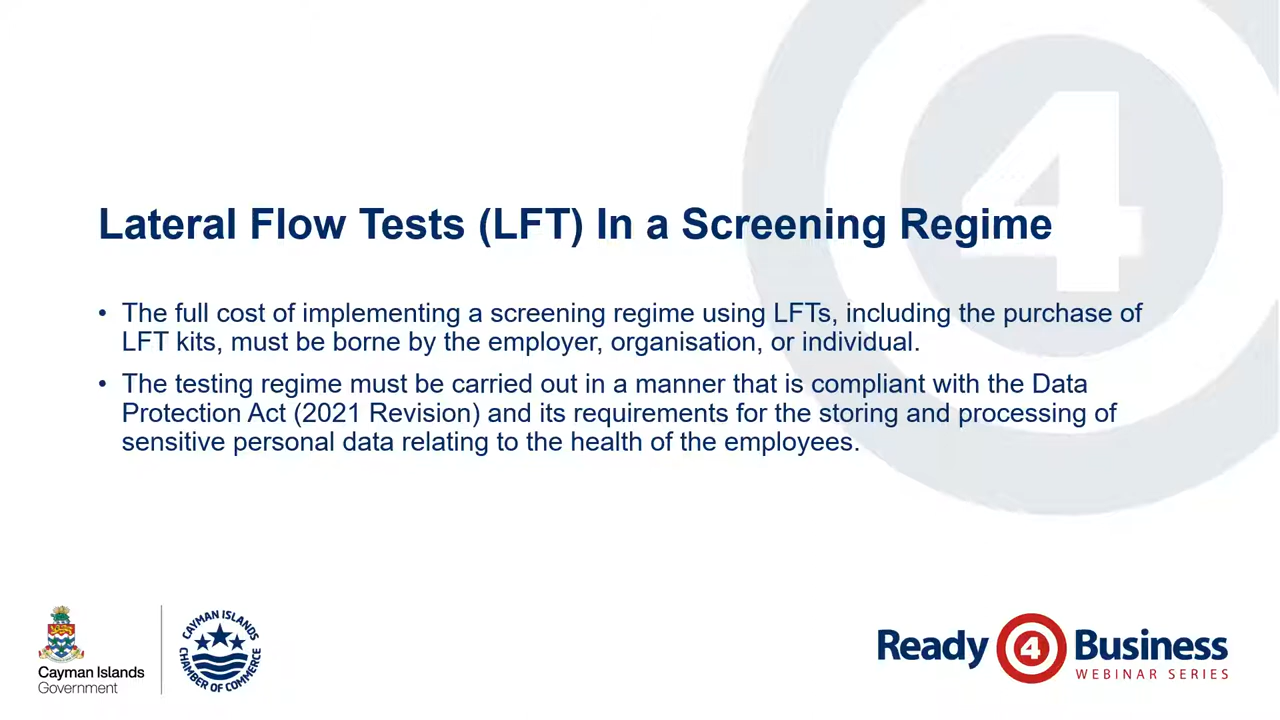 4
Lateral Flow Tests (LFT) In a Screening Regime
• The full cost of implementing a screening regime using LFTs, including the purchase of
LFT kits, must be borne by the employer, organisation, or individual.
• The testing regime must be carried out in a manner that is compliant with the Data
Protection Act (2021 Revision) and its requirements for the storing and processing of
sensitive personal data relating to the health of the employees.
Cayman Islands
Government
CAYMAN ISLANDS
CHAMBER OF COMMERCE
Ready 4 Business
WEBINAR SERIES